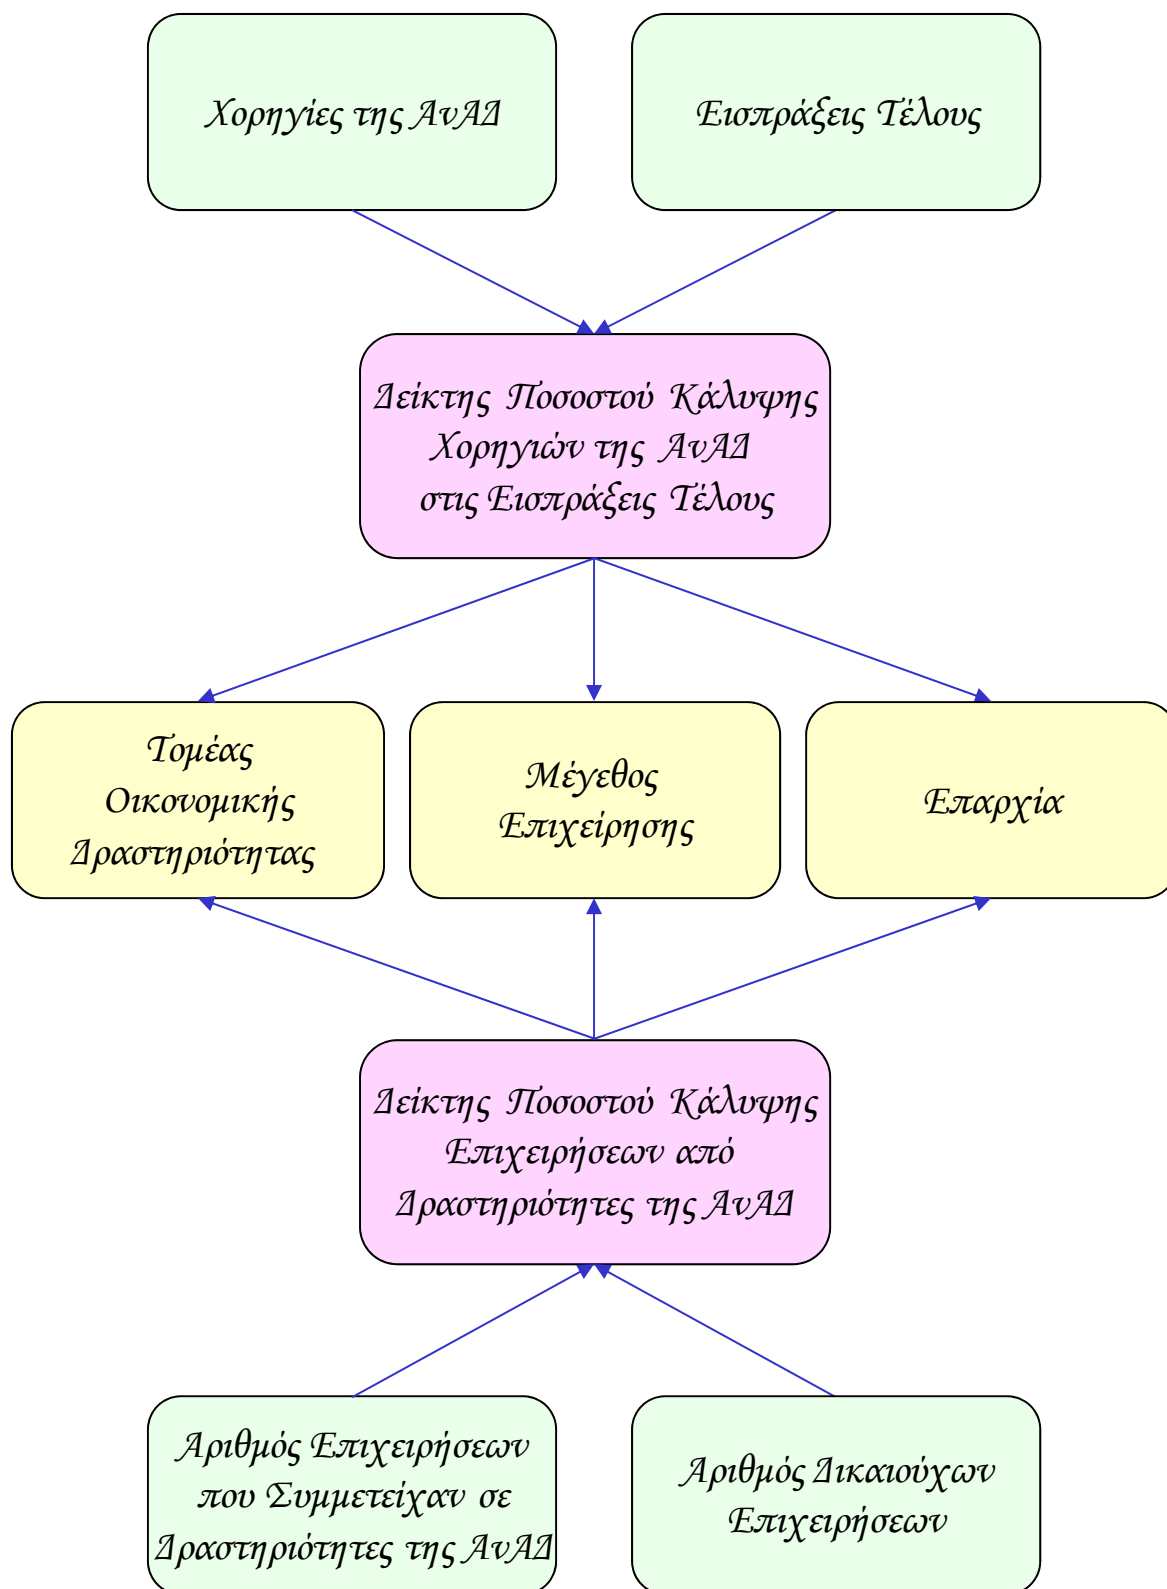 Χορηγίες της ΑνΑΔ
Εισπράξεις Τέλους
Δείκτης Ποσοστού Κάλυψης
Χορηγιών της ΑνΑΔ
στις Εισπράξεις Τέλους
Τομέας
Οικονομικής
Δραστηριότητας
Μέγεθος
Επιχείρησης
Επαρχία
Δείκτης Ποσοστού Κάλυψης
Επιχειρήσεων από
Δραστηριότητες της ΑνΑΔ
Αριθμός Επιχειρήσεων
που Συμμετείχαν σε
Δραστηριότητες της ΑνΑΔ
Αριθμός Δικαιούχων
Επιχειρήσεων